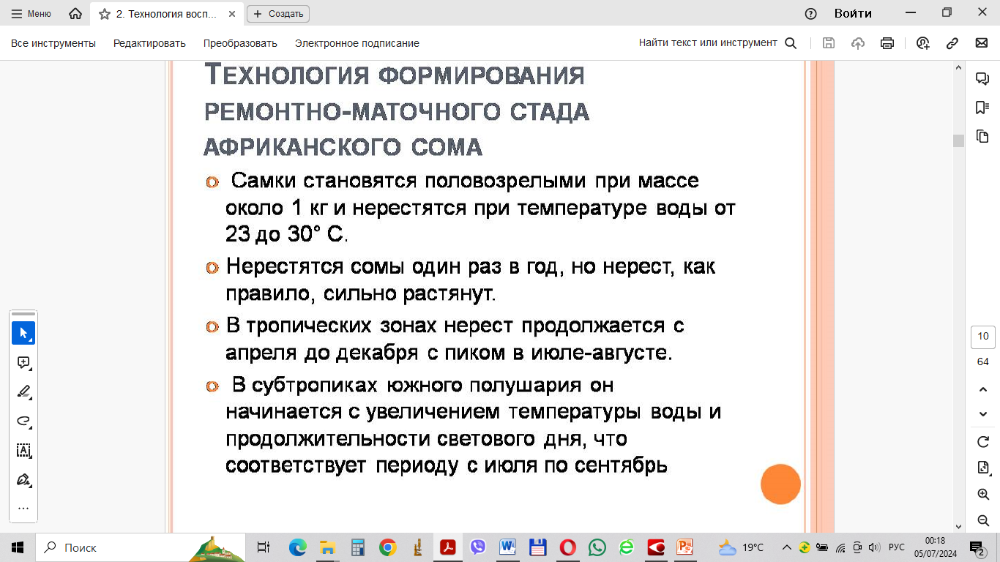 Меню
2. Технология восп...
Создать
Войти
Все инструменты
Редактировать
Преобразовать
Электронное подписание
Найти текст или инструмент
ТЕХНОЛОГИЯ ФОРМИРОВАНИЯ
РЕМОНТНО-МАТОЧНОГО СТАДА
АФРИКАНСКОГО СОМА
Самки становятся половозрелыми при массе
около 1 кг и нерестятся при температуре воды от
23 до 30° С.
Нерестятся сомы один раз в год, но нерест, как
правило, сильно растянут.
В тропических зонах нерест продолжается с
апреля до декабря с пиком в июле-августе.
В субтропиках южного полушария он
начинается с увеличением температуры воды и
продолжительности светового дня, что
соответствует периоду с июля по сентябрь
10
64
Поиск
19°C
РУС
00:18
05/07/2024
2